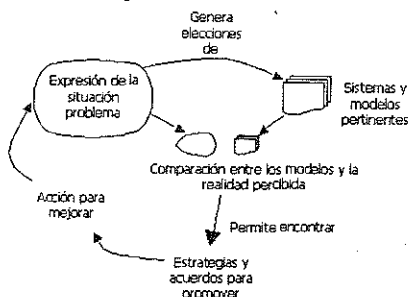 Genera
elecciones
de
Expresión de la
situación
problema
Sistemas y
modelos
pertinentes
Comparación entre los modelos y la
realidad percibida
Acción para
mejorar
Permite encontrar
Estrategias y
acuerdos para
promover